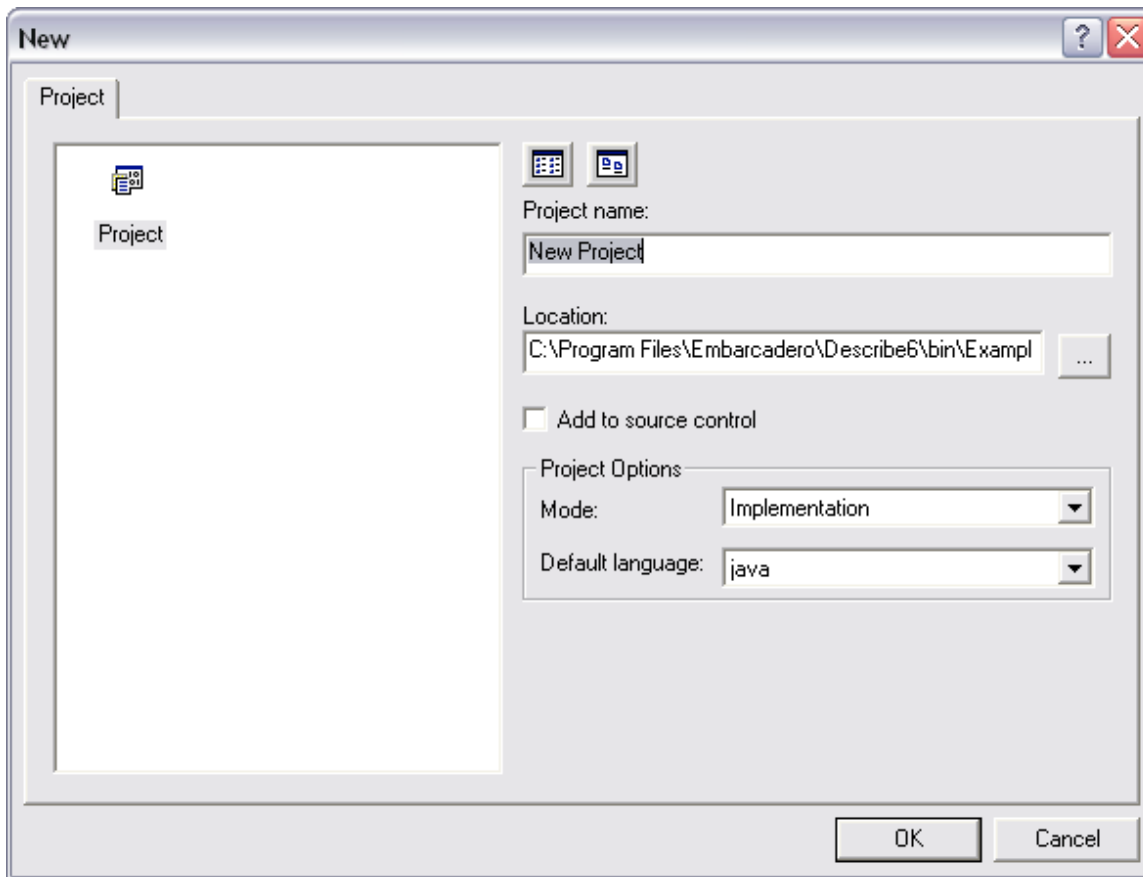 New
Project
Project
Project name:
New Project
Location:
C:\Program Files\Embarcadero\Describe6\bin\Exampl
...
Add to source control
Project Options
Mode:
Implementation
Default language:
java
OK
Cancel